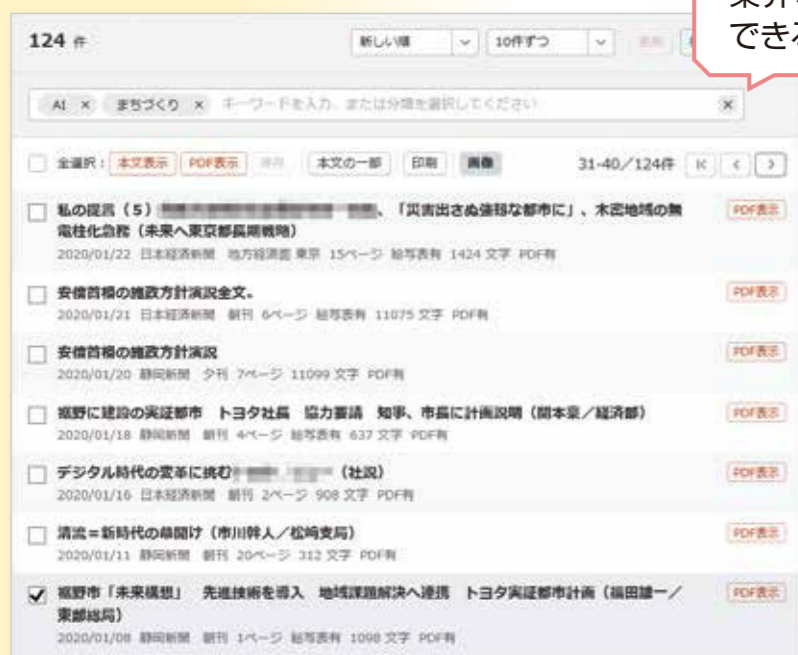 できる
124 件
新しい順 10件ずつ
AI × まちづくり × キーワードを入力、または分類を選択してください ×
全選択： 本文表示 PDF表示 保存 本文の一部 印刷 画像 31-40／124件
私の提言（5） 、「災害出さぬ強靱な都市に」、木密地域の無
PDF表示
電柱化急務（未来へ東京都長期戦略）
2020/01/22 日本経済新聞 地方経済面 東京 15ページ 絵写表有 1424 文字 PDF有
安倍首相の施政方針演説全文。
PDF表示
2020/01/21 日本経済新聞 朝刊 6ページ 絵写表有 11075 文字 PDF有
安倍首相の施政方針演説
PDF表示
2020/01/20 静岡新聞 夕刊 7ページ 11099 文字 PDF有
裾野に建設の実証都市 トヨタ社長 協力要請 知事、市長に計画説明（関本豪／経済部）
PDF表示
2020/01/18 静岡新聞 朝刊 4ページ 絵写表有 637 文字 PDF有
デジタル時代の変革に挑む （社説）
PDF表示
2020/01/16 日本経済新聞 朝刊 2ページ 908 文字 PDF有
清流＝新時代の幕開け（市川幹人／松崎支局）
PDF表示
2020/01/11 静岡新聞 朝刊 20ページ 312 文字 PDF有
裾野市「未来構想」 先進技術を導入 地域課題解決へ連携 トヨタ実証都市計画（福田雄一／
PDF表示
東部総局）
2020/01/08 静岡新聞 朝刊 1ページ 絵写表有 1098 文字 PDF有